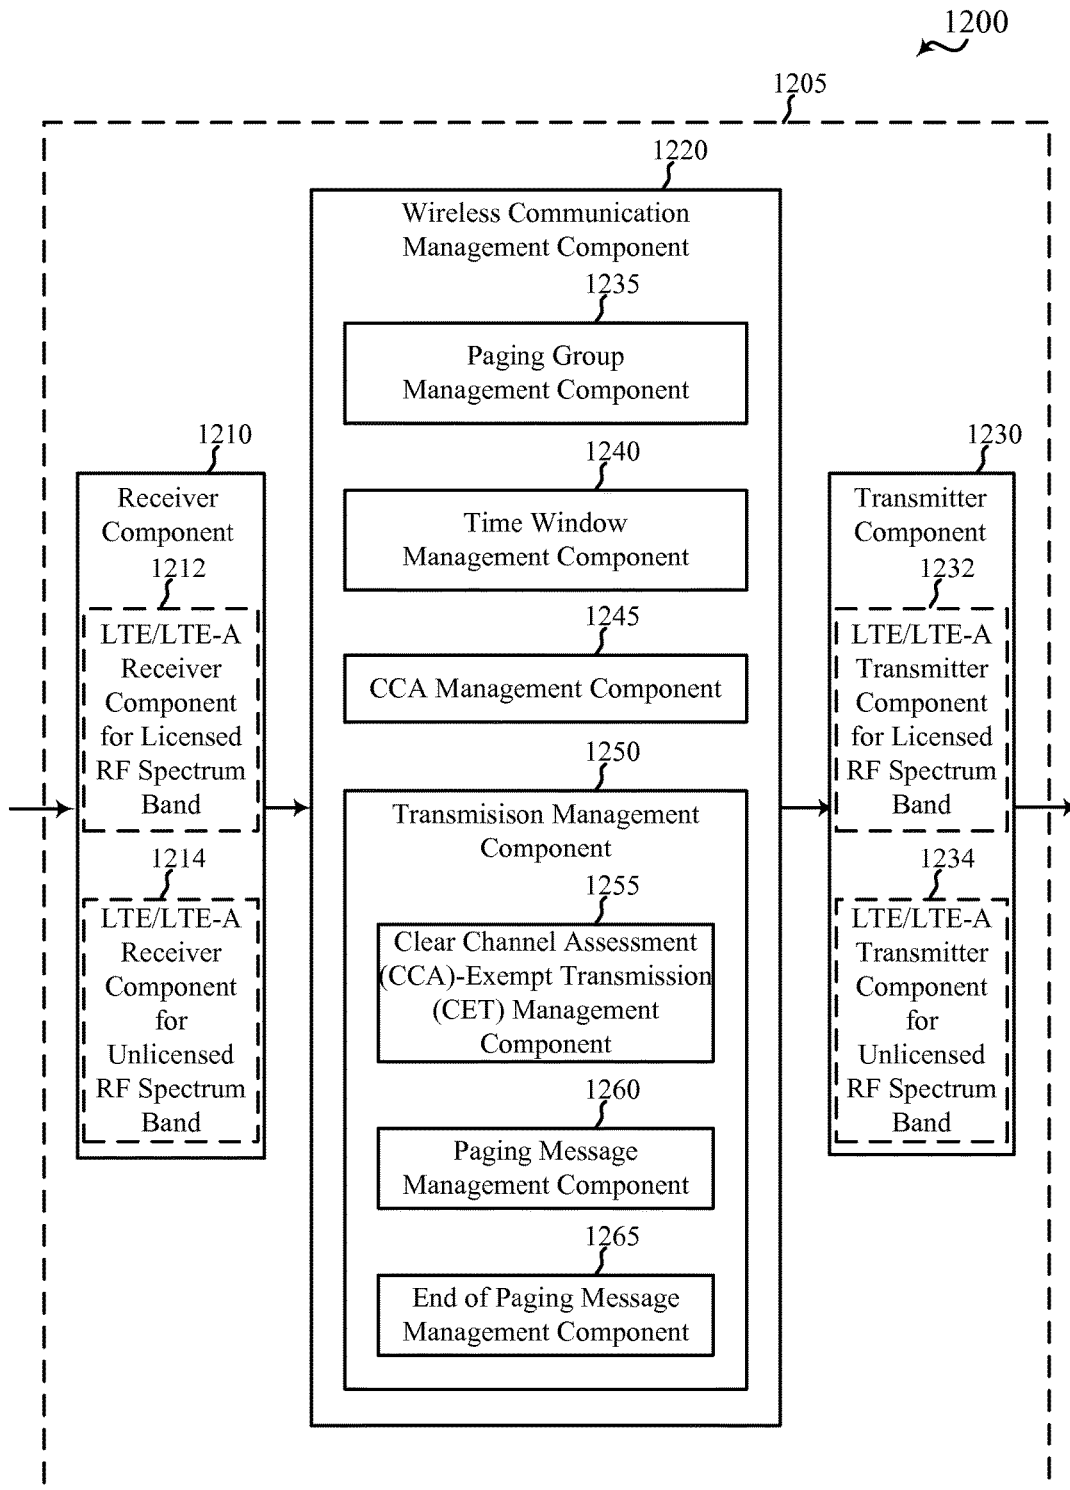 1200
1205
1220
Wireless Communication
Management Component
1235
Paging Group
Management Component
1240
Time Window
Management Component
1245
CCA Management Component
1250
Transmisison Management
Component
1255
Clear Channel Assessment
(CCA)-Exempt Transmission
(CET) Management
Component
1260
Paging Message
Management Component
1265
End of Paging Message
Management Component
1210
Receiver
Component
1212
LTE/LTE-A
Receiver
Component
for Licensed
RF Spectrum
Band
1214
LTE/LTE-A
Receiver
Component
for
Unlicensed
RF Spectrum
Band
1230
Transmitter
Component
1232
LTE/LTE-A
Transmitter
Component
for Licensed
RF Spectrum
Band
1234
LTE/LTE-A
Transmitter
Component
for
Unlicensed
RF Spectrum
Band